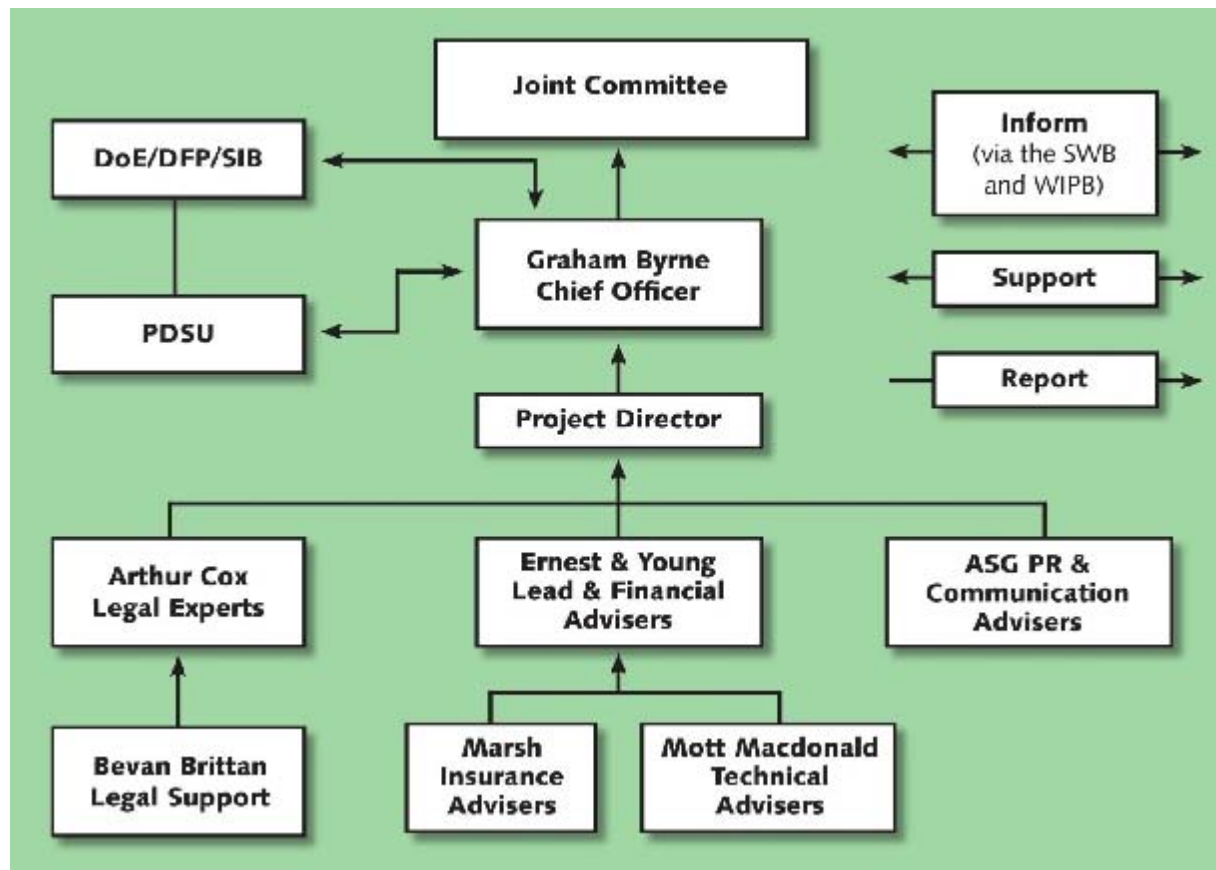 Joint Committee
DoE/DFP/SIB
Inform
(via the SWB
and WIPB)
Graham Byrne
Chief Officer
Support
PDSU
Report
Project Director
Arthur Cox
Legal Experts
Ernest & Young
Lead & Financial
Advisers
ASG PR &
Communication
Advisers
Bevan Brittan
Legal Support
Marsh
Insurance
Advisers
Mott Macdonald
Technical
Advisers